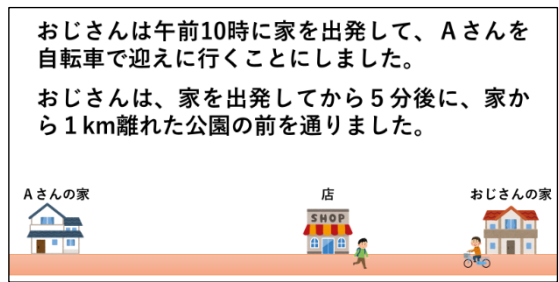 おじさんは午前10時に家を出発して、Ａさんを
自転車で迎えに行くことにしました。
おじさんは、家を出発してから５分後に、家か
ら１km離れた公園の前を通りました。
Ａさんの家
店
おじさんの家
SHOP